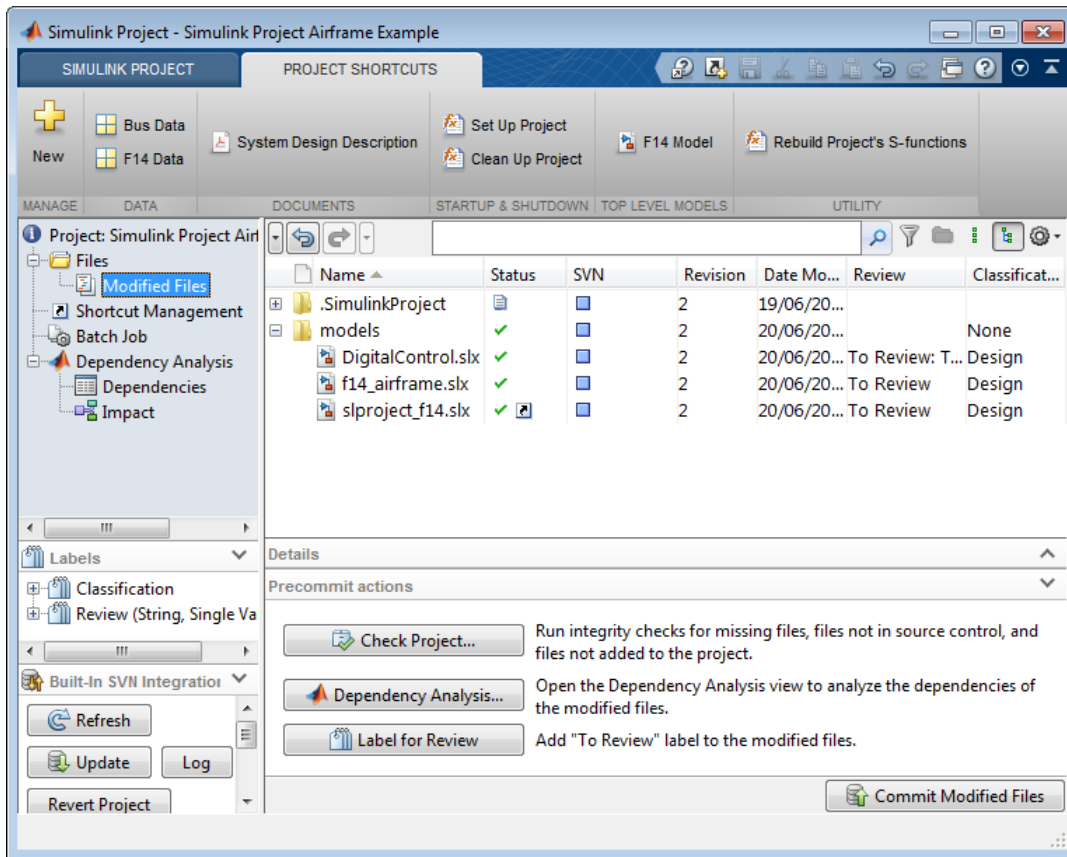 Simulink Project - Simulink Project Airframe Example
SIMULINK PROJECT
PROJECT SHORTCUTS
New
Bus Data
F14 Data
System Design Description
Set Up Project
Clean Up Project
F14 Model
Rebuild Project's S-functions
MANAGE
DATA
DOCUMENTS
STARTUP & SHUTDOWN
TOP LEVEL MODELS
UTILITY
Project: Simulink Project Airf
Files
Modified Files
Shortcut Management
Batch Job
Dependency Analysis
Dependencies
Impact
Labels
Classification
Review (String, Single Va
Built-In SVN Integration
Refresh
Update
Log
Revert Project
Name Status SVN Revision Date Mo... Review Classificat...
.SimulinkProject 2 19/06/20...
models 2 20/06/20... None
DigitalControl.slx 2 20/06/20... To Review: T... Design
f14_airframe.slx 2 20/06/20... To Review Design
slproject_f14.slx 2 20/06/20... To Review Design
Details
Precommit actions
Check Project...
Run integrity checks for missing files, files not in source control, and
files not added to the project.
Dependency Analysis...
Open the Dependency Analysis view to analyze the dependencies of
the modified files.
Label for Review
Add "To Review" label to the modified files.
Commit Modified Files